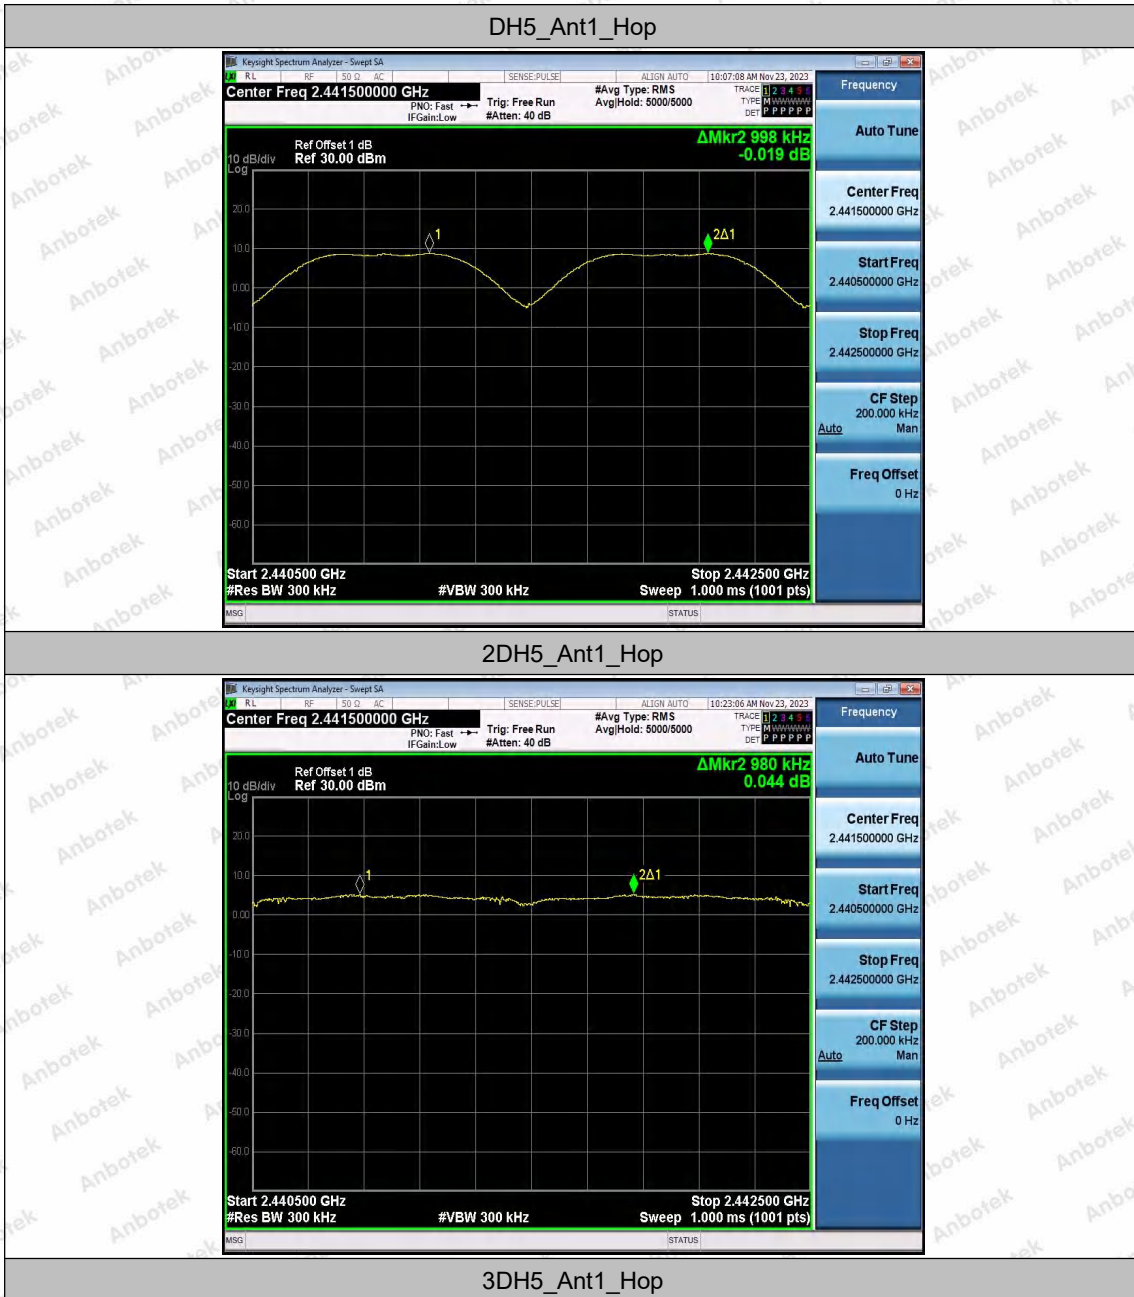 DH5_Ant1_Hop
Keysight Spectrum Analyzer - Swept SA
RL RF 50 Ω AC SENSE:PULSE ALIGN AUTO 10:07:08 AM Nov 23, 2023
Center Freq 2.441500000 GHz
PNO: Fast
IFGain:Low
Trig: Free Run
#Atten: 40 dB
#Avg Type: RMS
Avg|Hold: 5000/5000
TRACE 1 2 3 4 5 6
TYPE M WWWWW
DET P P P P P P
ΔMkr2 998 kHz
-0.019 dB
Ref Offset 1 dB
10 dB/div Ref 30.00 dBm
Log
20.0
10.0
0.00
-10.0
-20.0
-30.0
-40.0
-50.0
-60.0
1
2Δ1
Start 2.440500 GHz Stop 2.442500 GHz
#Res BW 300 kHz #VBW 300 kHz Sweep 1.000 ms (1001 pts)
MSG STATUS
Frequency
Auto Tune
Center Freq
2.441500000 GHz
Start Freq
2.440500000 GHz
Stop Freq
2.442500000 GHz
CF Step
200.000 kHz
Auto Man
Freq Offset
0 Hz
2DH5_Ant1_Hop
Keysight Spectrum Analyzer - Swept SA
RL RF 50 Ω AC SENSE:PULSE ALIGN AUTO 10:23:06 AM Nov 23, 2023
Center Freq 2.441500000 GHz
PNO: Fast
IFGain:Low
Trig: Free Run
#Atten: 40 dB
#Avg Type: RMS
Avg|Hold: 5000/5000
TRACE 1 2 3 4 5 6
TYPE M WWWWW
DET P P P P P P
ΔMkr2 980 kHz
0.044 dB
Ref Offset 1 dB
10 dB/div Ref 30.00 dBm
Log
20.0
10.0
0.00
-10.0
-20.0
-30.0
-40.0
-50.0
-60.0
1
2Δ1
Start 2.440500 GHz Stop 2.442500 GHz
#Res BW 300 kHz #VBW 300 kHz Sweep 1.000 ms (1001 pts)
MSG STATUS
Frequency
Auto Tune
Center Freq
2.441500000 GHz
Start Freq
2.440500000 GHz
Stop Freq
2.442500000 GHz
CF Step
200.000 kHz
Auto Man
Freq Offset
0 Hz
3DH5_Ant1_Hop
Anbotek